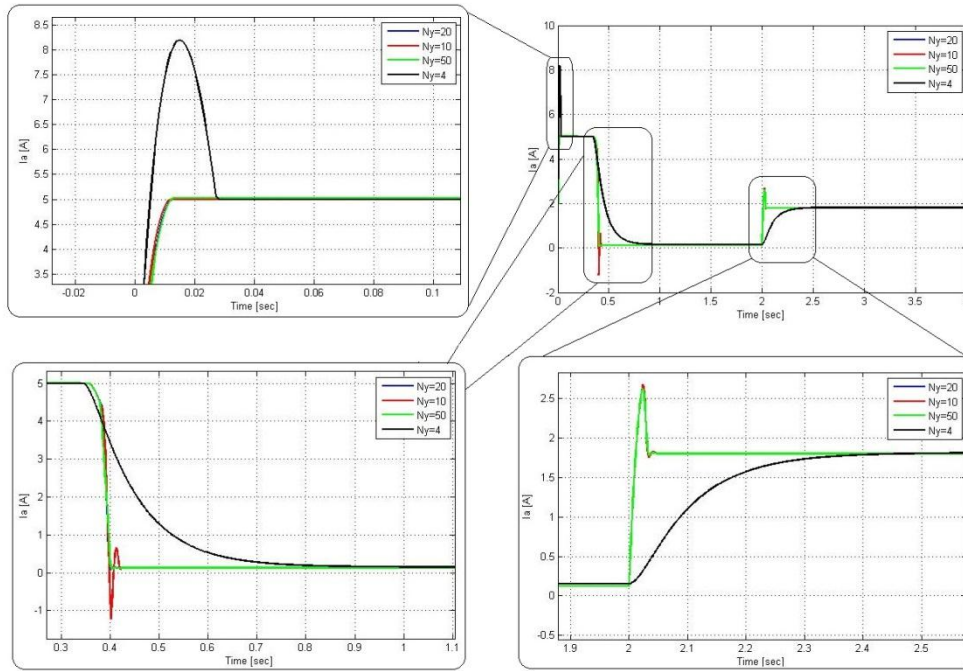 8.5
8
7.5
7
6.5
6
5.5
5
4.5
4
3.5
Ia [A]
-0.02 0 0.02 0.04 0.06 0.08 0.1
Time [sec]
Ny=20
Ny=10
Ny=50
Ny=4
10
8
6
4
2
0
-2
Ia [A]
0 0.5 1 1.5 2 2.5 3 3.5 4
Time [sec]
Ny=20
Ny=10
Ny=50
Ny=4
5
4
3
2
1
0
-1
Ia [A]
0.3 0.4 0.5 0.6 0.7 0.8 0.9 1 1.1
Time [sec]
Ny=20
Ny=10
Ny=50
Ny=4
2.5
2
1.5
1
0.5
0
-0.5
Ia [A]
1.9 2 2.1 2.2 2.3 2.4 2.5
Time [sec]
Ny=20
Ny=10
Ny=50
Ny=4